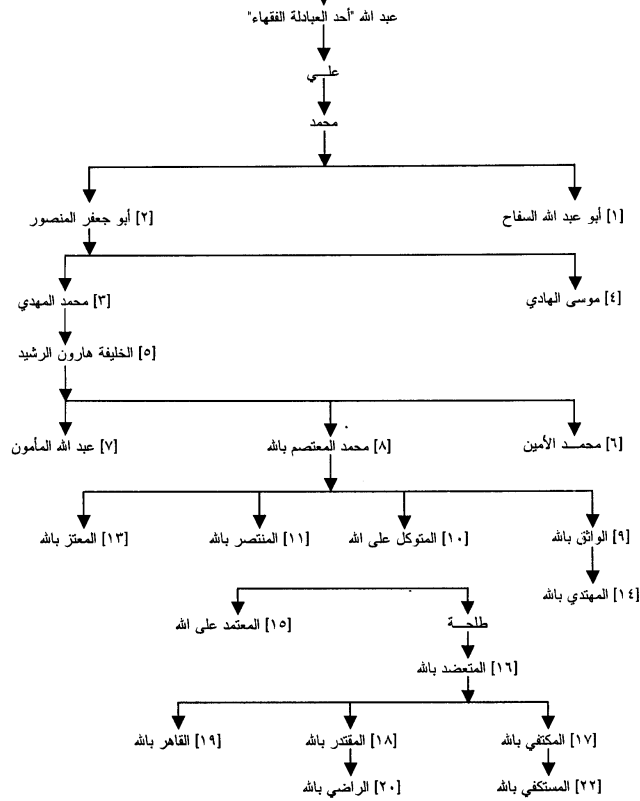 عبد الله "أحد العبادلة الفقهاء"
علـــي
محمد
[١] أبو عبد الله السفاح [٢] أبو جعفر المنصور
[٤] موسى الهادي [٣] محمد المهدي
[٥] الخليفة هارون الرشيد
[٦] محمـــد الأمين [٨] محمد المعتصم بالله [٧] عبد الله المأمون
[٩] الواثق بالله [١٠] المتوكل على الله [١١] المنتصر بالله [١٣] المعتز بالله
[١٤] المهتدي بالله
طلحـــة [١٥] المعتمد على الله
[١٦] المتعضد بالله
[١٧] المكتفي بالله [١٨] المقتدر بالله [١٩] القاهر بالله
[٢٢] المستكفي بالله [٢٠] الراضي بالله